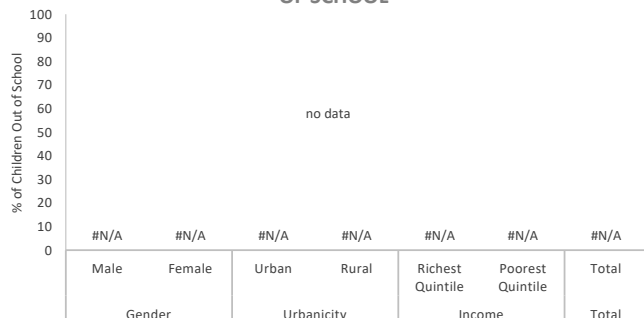 OF SCHOOL
100
90
80
70
60
50
40
30
20
10
0
% of Children Out of School
no data
#N/A #N/A #N/A #N/A #N/A #N/A #N/A
Male Female Urban Rural Richest Quintile Poorest Quintile Total
Gender Urbanicity Income Total